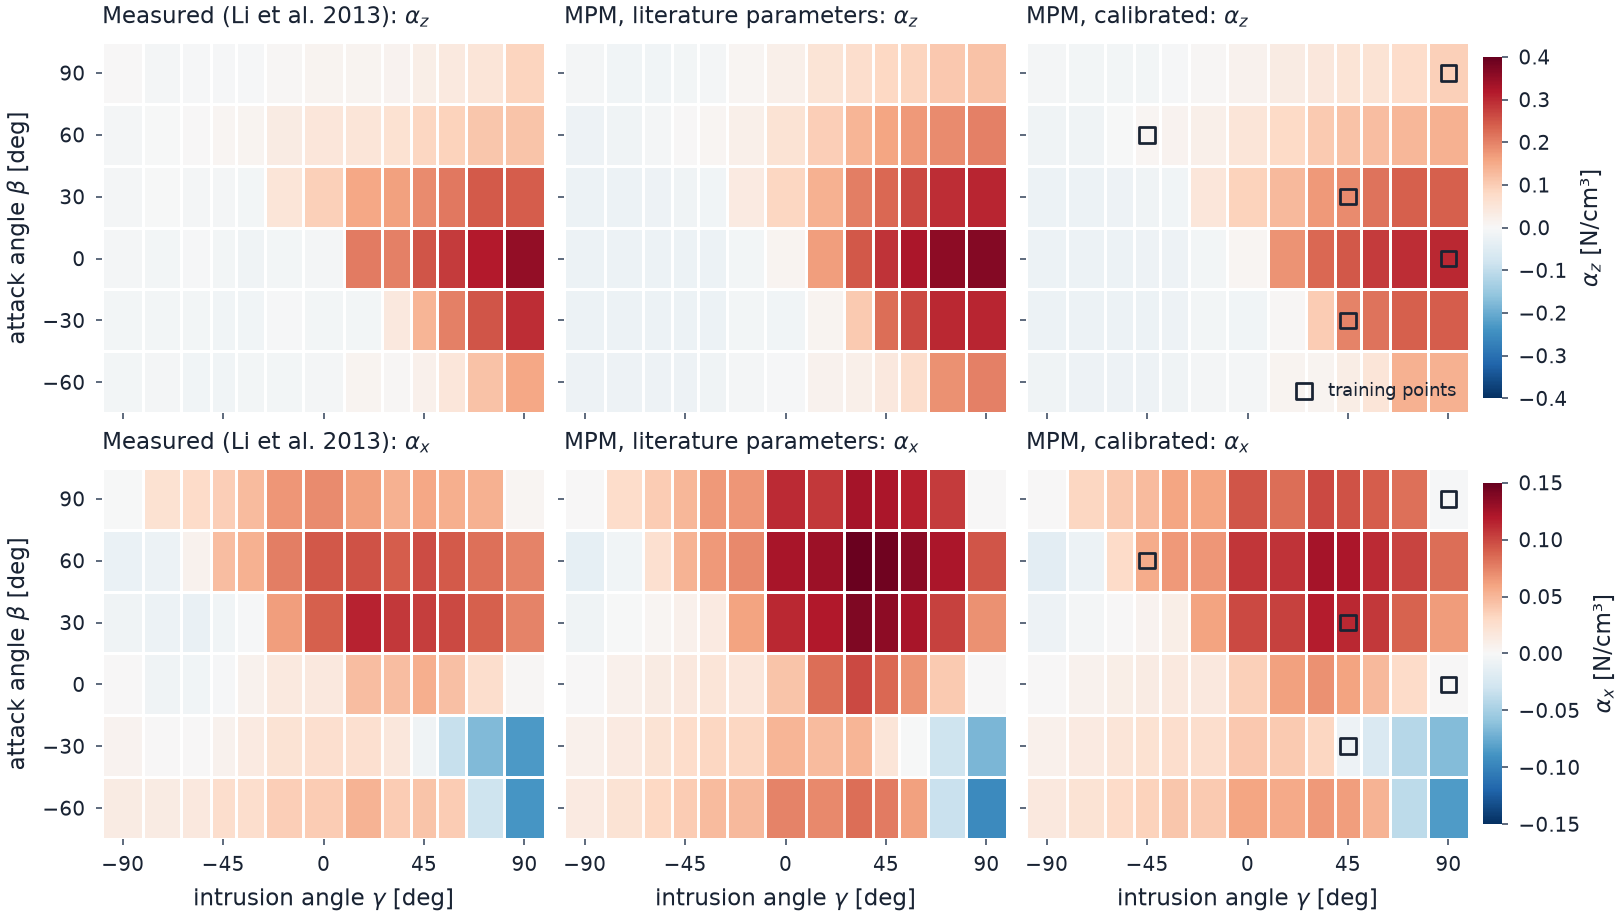 Measured (Li et al. 2013): αz
MPM, literature parameters: αz
MPM, calibrated: αz
attack angle β [deg]
90
60
30
0
−30
−60
training points
0.4
0.3
0.2
0.1
0.0
−0.1
−0.2
−0.3
−0.4
αz [N/cm³]
Measured (Li et al. 2013): αx
MPM, literature parameters: αx
MPM, calibrated: αx
attack angle β [deg]
90
60
30
0
−30
−60
0.15
0.10
0.05
0.00
−0.05
−0.10
−0.15
αx [N/cm³]
−90 −45 0 45 90
−90 −45 0 45 90
−90 −45 0 45 90
intrusion angle γ [deg]
intrusion angle γ [deg]
intrusion angle γ [deg]